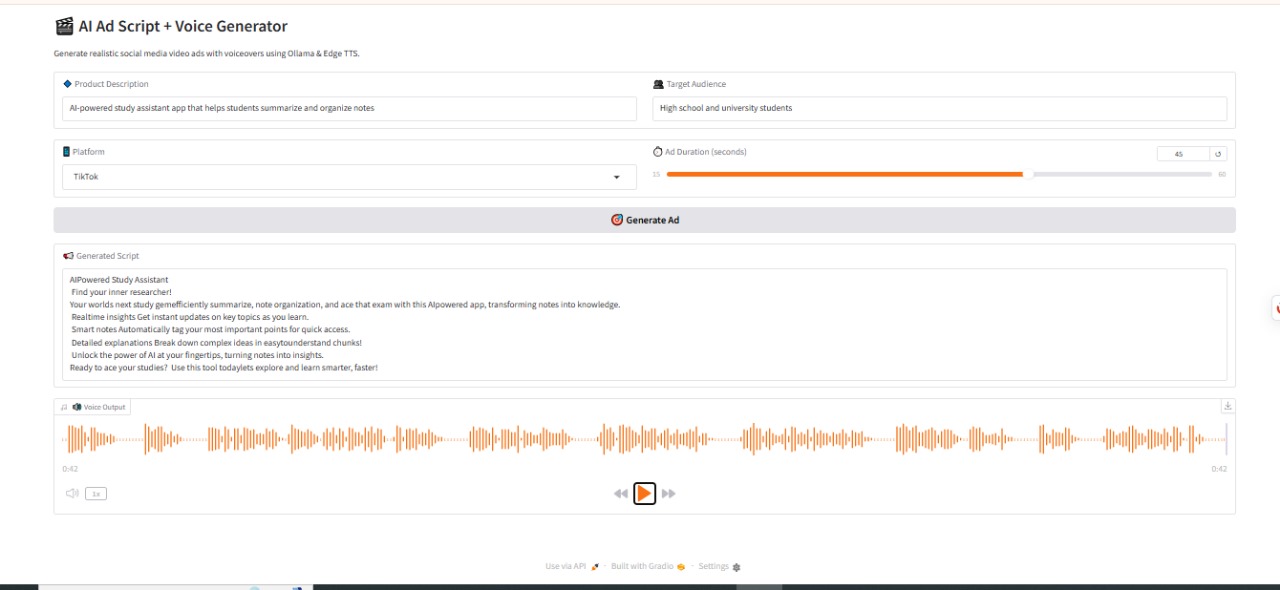 AI Ad Script + Voice Generator
Generate realistic social media video ads with voiceovers using Ollama & Edge TTS.
Product Description
Target Audience
AI-powered study assistant app that helps students summarize and organize notes
High school and university students
Platform
Ad Duration (seconds)
45
TikTok
15
60
Generate Ad
Generated Script
AIPowered Study Assistant
Find your inner researcher!
Your worlds next study gemefficiently summarize, note organization, and ace that exam with this AIpowered app, transforming notes into knowledge.
Realtime insights Get instant updates on key topics as you learn.
Smart notes Automatically tag your most important points for quick access.
Detailed explanations Break down complex ideas in easytounderstand chunks!
Unlock the power of AI at your fingertips, turning notes into insights.
Ready to ace your studies?  Use this tool todaylets explore and learn smarter, faster!
Voice Output
0:42
0:42
1x
Use via API · Built with Gradio · Settings